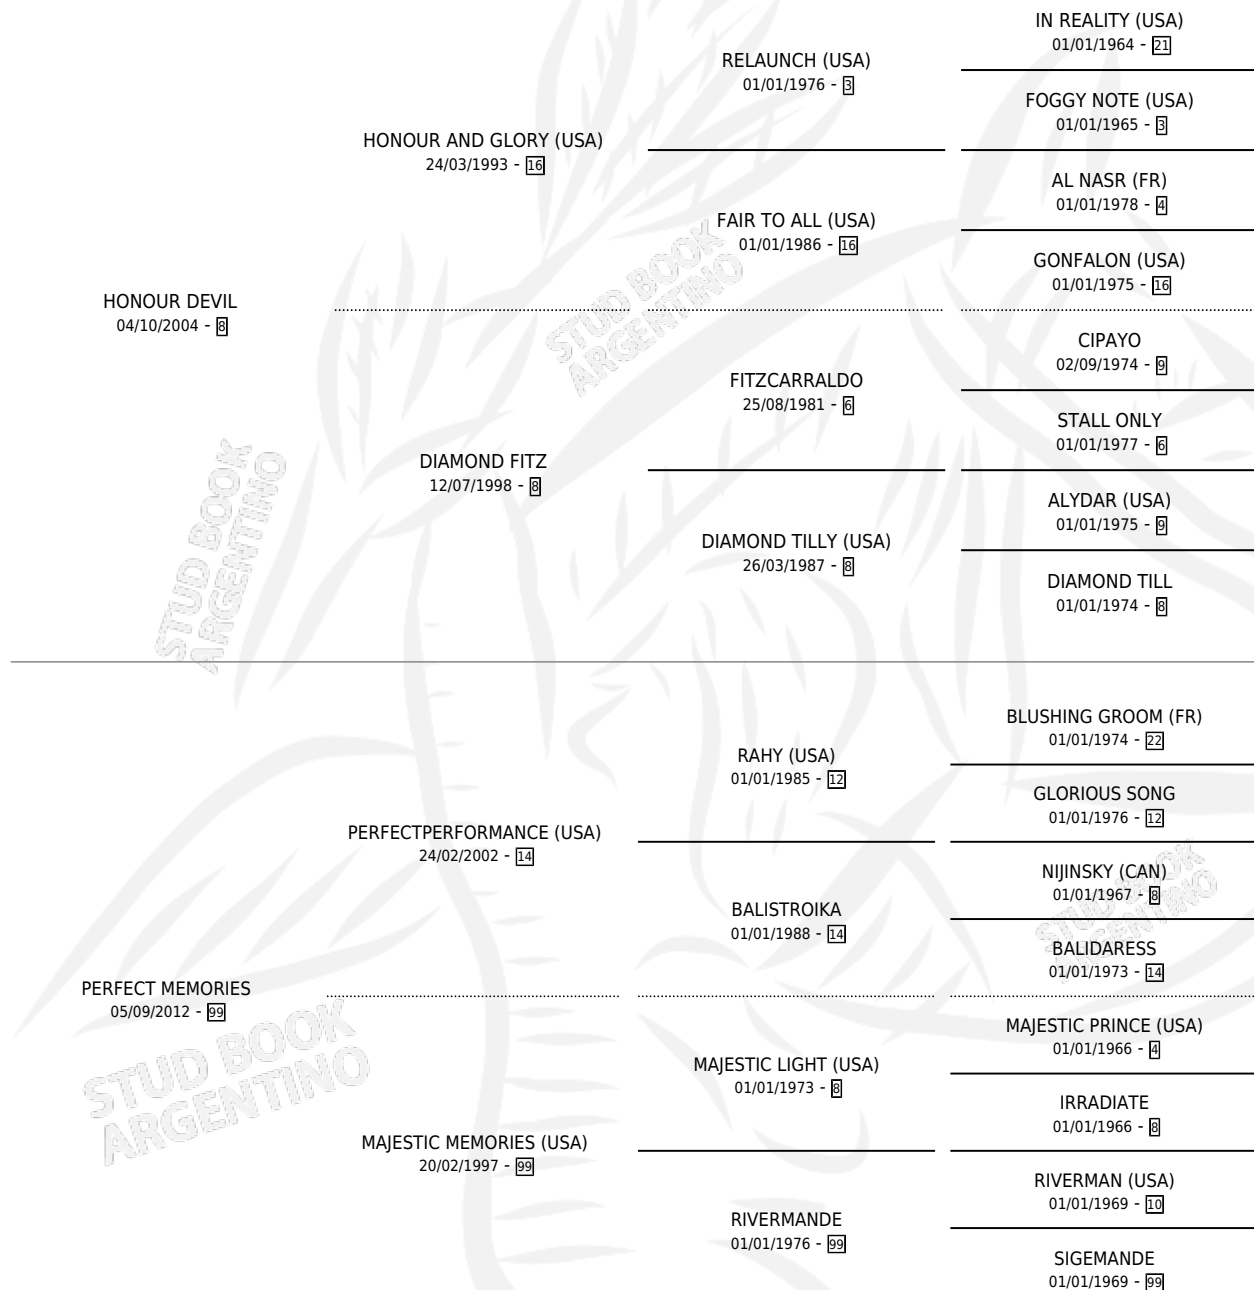 IN REALITY (USA)
01/01/1964 - 21
RELAUNCH (USA)
01/01/1976 - 3
FOGGY NOTE (USA)
01/01/1965 - 3
HONOUR AND GLORY (USA)
24/03/1993 - 16
AL NASR (FR)
01/01/1978 - 4
FAIR TO ALL (USA)
01/01/1986 - 16
GONFALON (USA)
01/01/1975 - 16
HONOUR DEVIL
04/10/2004 - 8
CIPAYO
02/09/1974 - 9
FITZCARRALDO
25/08/1981 - 6
STALL ONLY
01/01/1977 - 6
DIAMOND FITZ
12/07/1998 - 8
ALYDAR (USA)
01/01/1975 - 9
DIAMOND TILLY (USA)
26/03/1987 - 8
DIAMOND TILL
01/01/1974 - 8
BLUSHING GROOM (FR)
01/01/1974 - 22
RAHY (USA)
01/01/1985 - 12
GLORIOUS SONG
01/01/1976 - 12
PERFECTPERFORMANCE (USA)
24/02/2002 - 14
NIJINSKY (CAN)
01/01/1967 - 8
BALISTROIKA
01/01/1988 - 14
BALIDARESS
01/01/1973 - 14
PERFECT MEMORIES
05/09/2012 - 99
MAJESTIC PRINCE (USA)
01/01/1966 - 4
MAJESTIC LIGHT (USA)
01/01/1973 - 8
IRRADIATE
01/01/1966 - 8
MAJESTIC MEMORIES (USA)
20/02/1997 - 99
RIVERMAN (USA)
01/01/1969 - 10
RIVERMANDE
01/01/1976 - 99
SIGEMANDE
01/01/1969 - 99
STUD BOOK
ARGENTINO
STUD BOOK
ARGENTINO
STUD BOOK
ARGENTINO
STUD BOOK
ARGENTINO